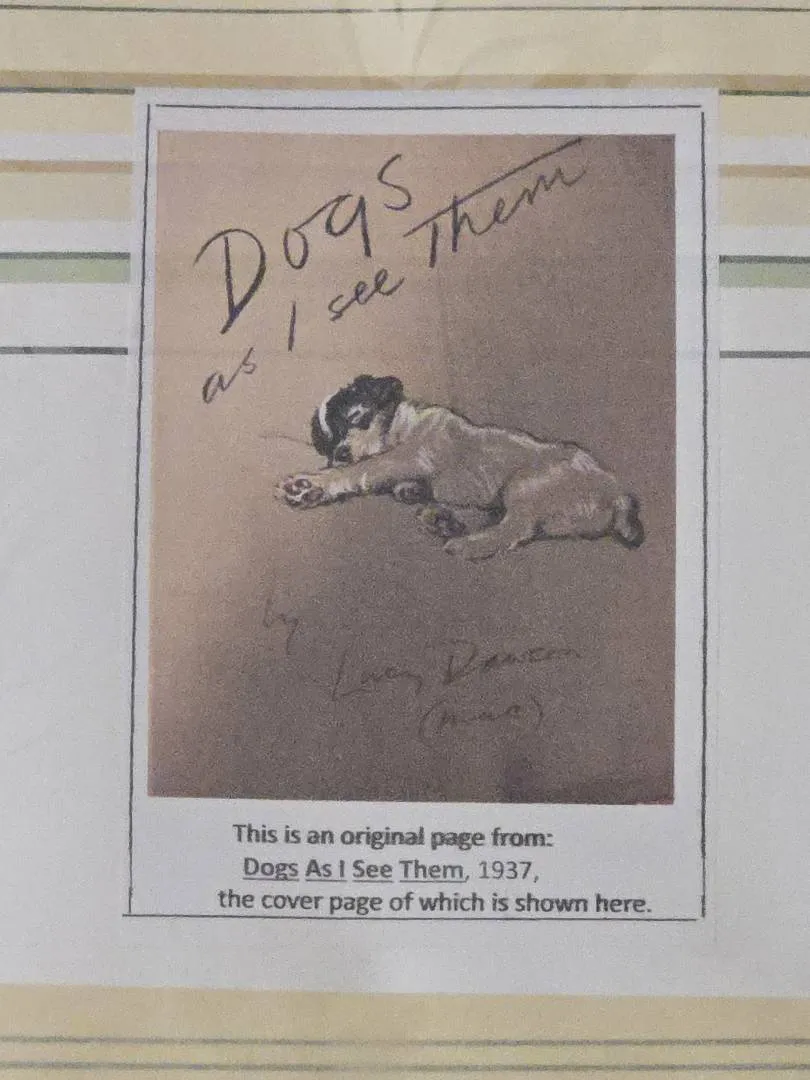 Dogs
as I see Them
by
Lucy Dawson
(Mac)
This is an original page from:
Dogs As I See Them, 1937,
the cover page of which is shown here.